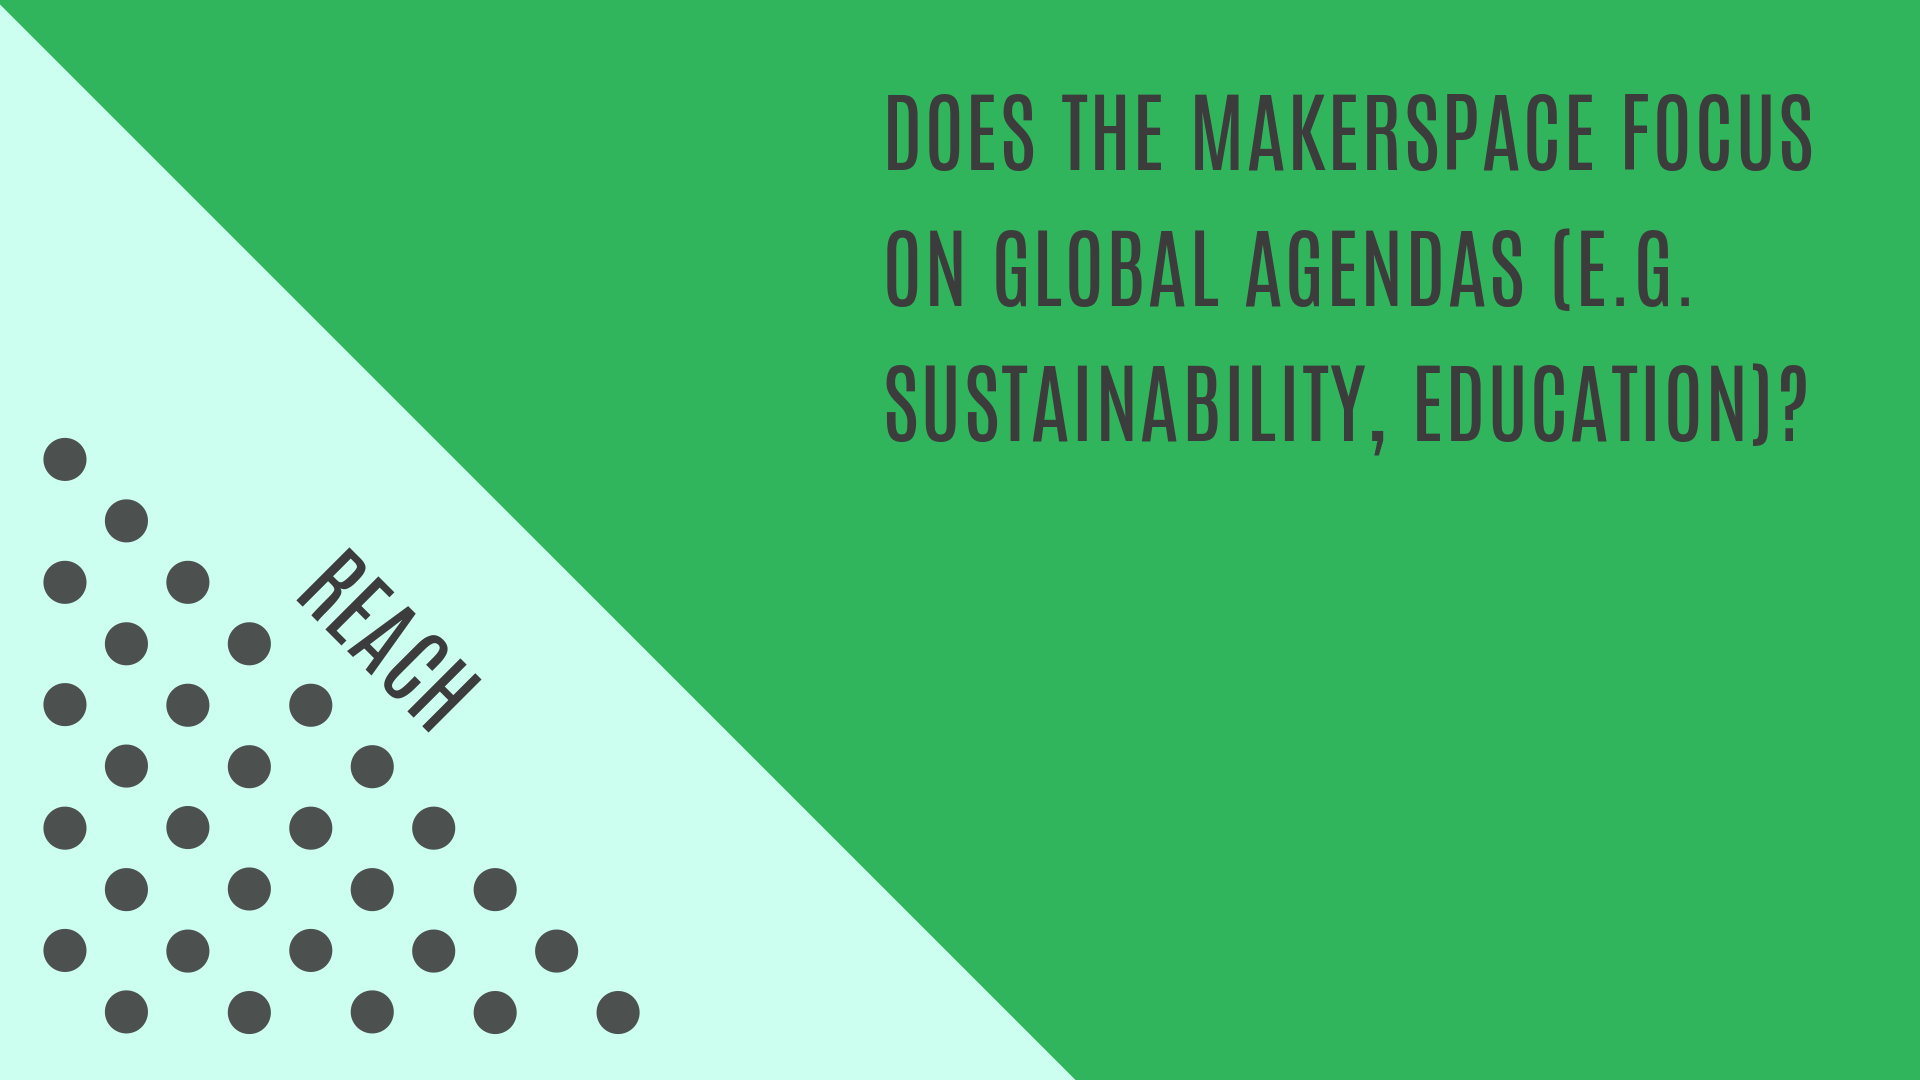 DOES THE MAKERSPACE FOCUS
ON GLOBAL AGENDAS (E.G.
SUSTAINABILITY, EDUCATION)?
REACH